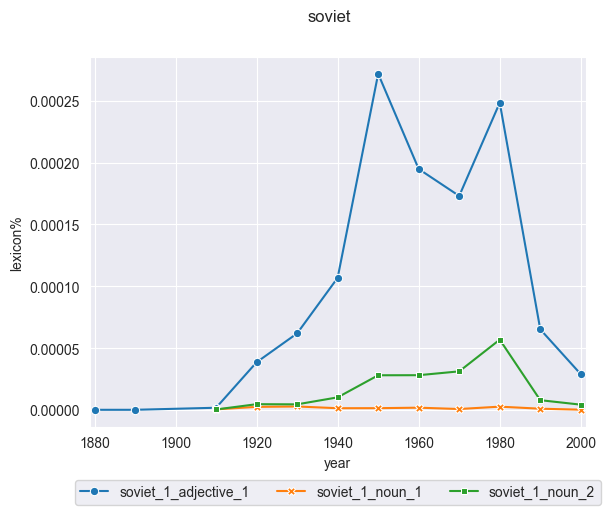 soviet
0.00025
0.00020
0.00015
0.00010
0.00005
0.00000
lexicon%
1880 1900 1920 1940 1960 1980 2000
year
soviet_1_adjective_1 soviet_1_noun_1 soviet_1_noun_2